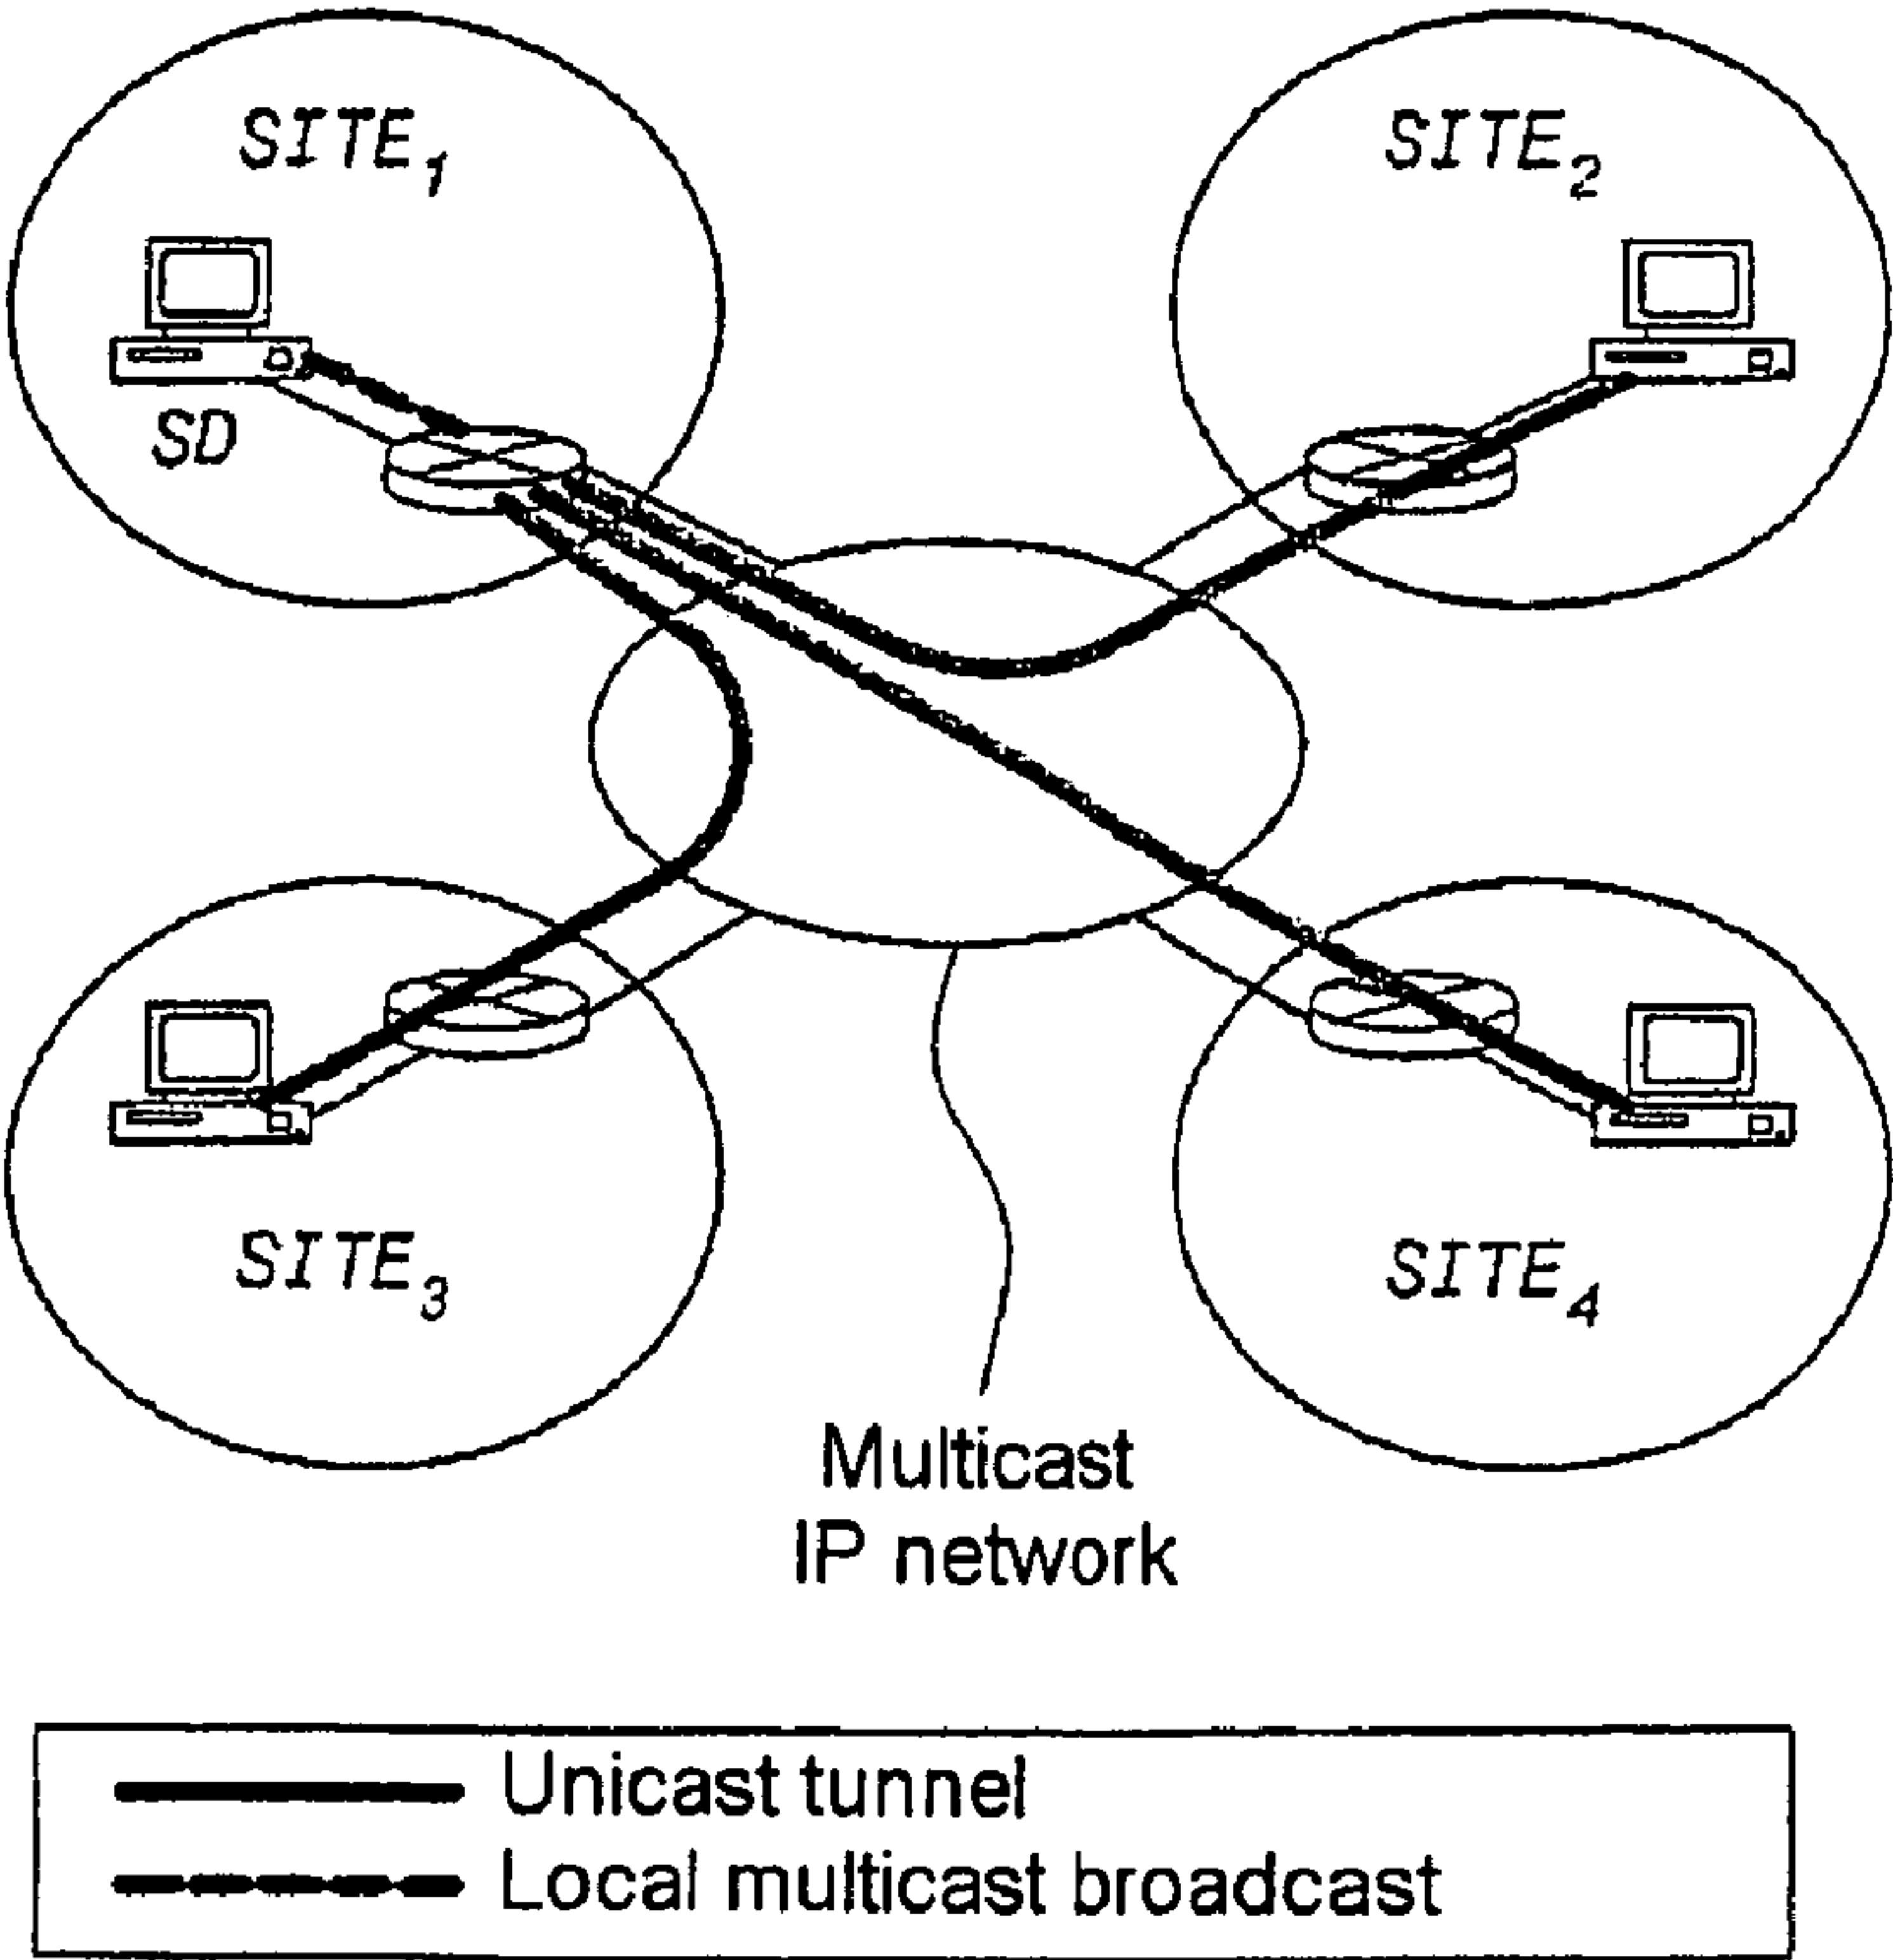 SITE1
SITE2
SD
SITE3
SITE4
Multicast
IP network
Unicast tunnel
Local multicast broadcast